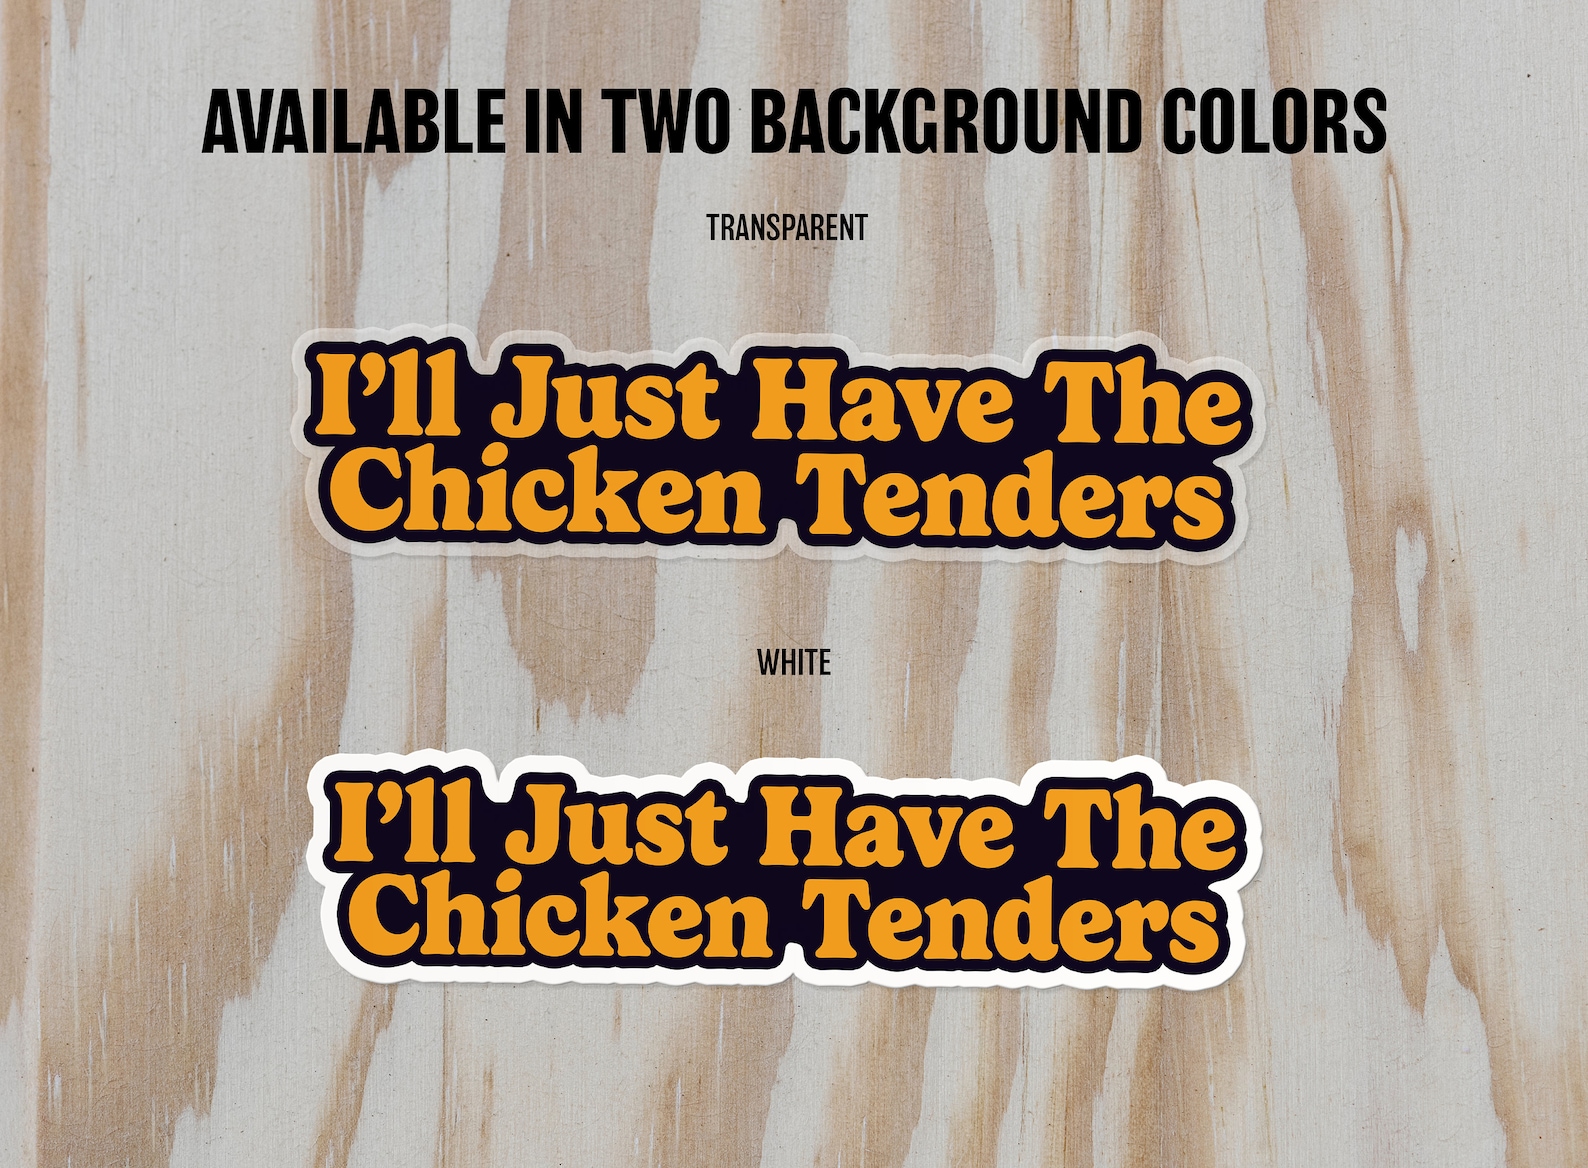 AVAILABLE IN TWO BACKGROUND COLORS
TRANSPARENT
I’ll Just Have The
Chicken Tenders
WHITE
I’ll Just Have The
Chicken Tenders